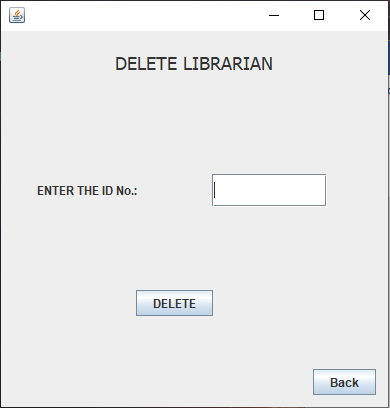 DELETE LIBRARIAN
ENTER THE ID No.:
DELETE
Back